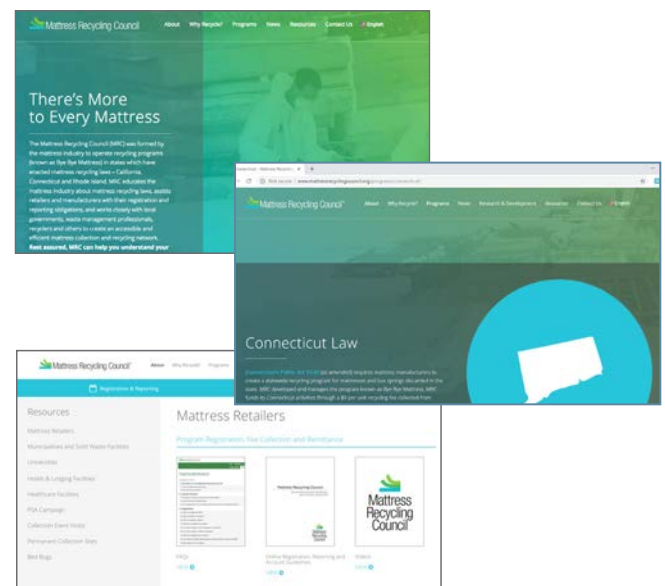 Mattress Recycling Council
About Why Recycle? Programs News Resources Contact Us English
There's More
to Every Mattress
The Mattress Recycling Council (MRC) was formed by
the mattress industry to operate recycling programs
(known as Bye Bye Mattress) in states which have
enacted mattress recycling laws – California,
Connecticut and Rhode Island. MRC educates the
mattress industry about mattress recycling laws, assists
retailers and manufacturers with their registration and
reporting obligations, and works closely with local
governments, waste management professionals,
recyclers and others to create an accessible and
efficient mattress collection and recycling network.
Rest assured, MRC can help you understand your
Not secure
Mattress Recycling Council
About Why Recycle? Programs News Research & Development Resources Contact Us English
Connecticut Law
(as amended) requires mattress manufacturers to
create a statewide recycling program for mattresses and box springs discarded in the
state. MRC developed and manages the program known as Bye Bye Mattress. MRC
funds its Connecticut activities through a $9 per unit recycling fee collected from
Mattress Recycling Council
About Why Recycle? Programs
Registration & Reporting
Resources
Mattress Retailers
Municipalities and Solid Waste Facilities
Universities
Hotels & Lodging Facilities
Healthcare Facilities
PSA Campaign
Collection Event Hosts
Permanent Collection Sites
Bed Bugs
Mattress Retailers
Program Registration, Fee Collection and Remittance
Mattress Recycling Council
Mattress
Recycling
Council
FAQs
VIEW
Online Registration, Reporting and
Account Guidelines
VIEW
Videos
VIEW